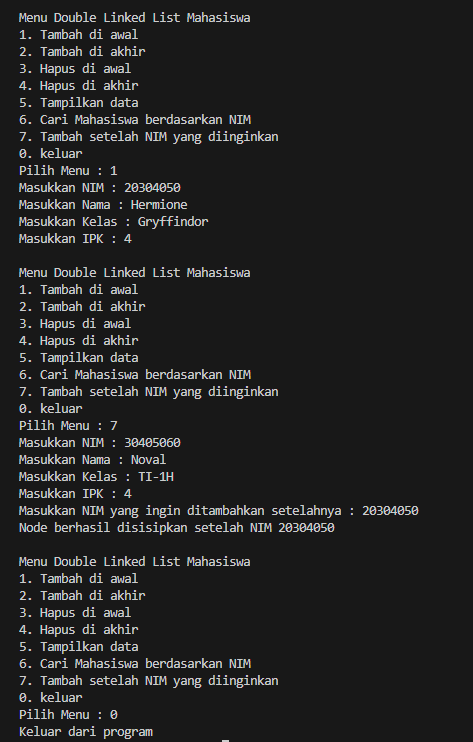 Menu Double Linked List Mahasiswa
1. Tambah di awal
2. Tambah di akhir
3. Hapus di awal
4. Hapus di akhir
5. Tampilkan data
6. Cari Mahasiswa berdasarkan NIM
7. Tambah setelah NIM yang diinginkan
0. keluar
Pilih Menu : 1
Masukkan NIM : 20304050
Masukkan Nama : Hermione
Masukkan Kelas : Gryffindor
Masukkan IPK : 4
Menu Double Linked List Mahasiswa
1. Tambah di awal
2. Tambah di akhir
3. Hapus di awal
4. Hapus di akhir
5. Tampilkan data
6. Cari Mahasiswa berdasarkan NIM
7. Tambah setelah NIM yang diinginkan
0. keluar
Pilih Menu : 7
Masukkan NIM : 30405060
Masukkan Nama : Noval
Masukkan Kelas : TI-1H
Masukkan IPK : 4
Masukkan NIM yang ingin ditambahkan setelahnya : 20304050
Node berhasil disisipkan setelah NIM 20304050
Menu Double Linked List Mahasiswa
1. Tambah di awal
2. Tambah di akhir
3. Hapus di awal
4. Hapus di akhir
5. Tampilkan data
6. Cari Mahasiswa berdasarkan NIM
7. Tambah setelah NIM yang diinginkan
0. keluar
Pilih Menu : 0
Keluar dari program